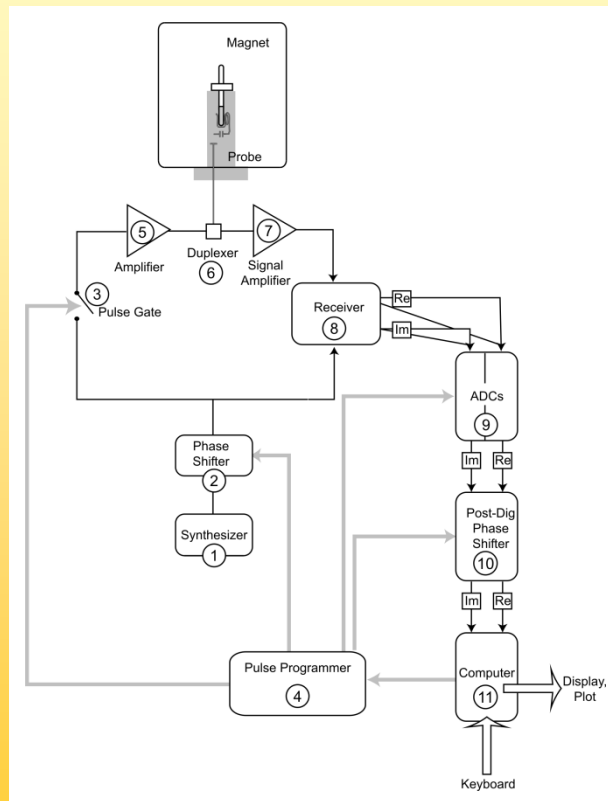 Magnet
Probe
5
Amplifier
Duplexer
6
7
Signal
Amplifier
3
Pulse Gate
Receiver
8
Re
Im
ADCs
9
Phase
Shifter
2
Im
Re
Synthesizer
1
Post-Dig
Phase
Shifter
10
Im
Re
Pulse Programmer
4
Computer
11
Display,
Plot
Keyboard